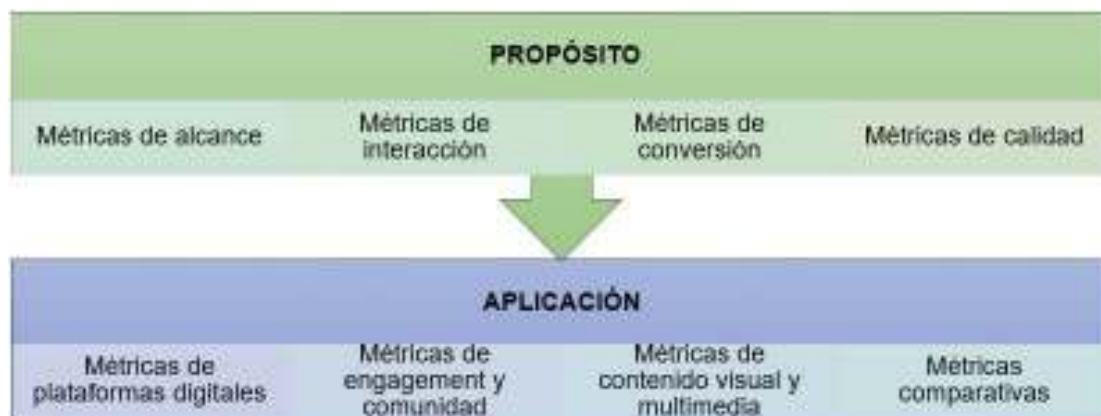 PROPÓSITO
Métricas de alcance
Métricas de
interacción
Métricas de
conversión
Métricas de calidad
APLICACIÓN
Métricas de
plataformas digitales
Métricas de
engagement y
comunidad
Métricas de
contenido visual y
multimedia
Métricas
comparativas